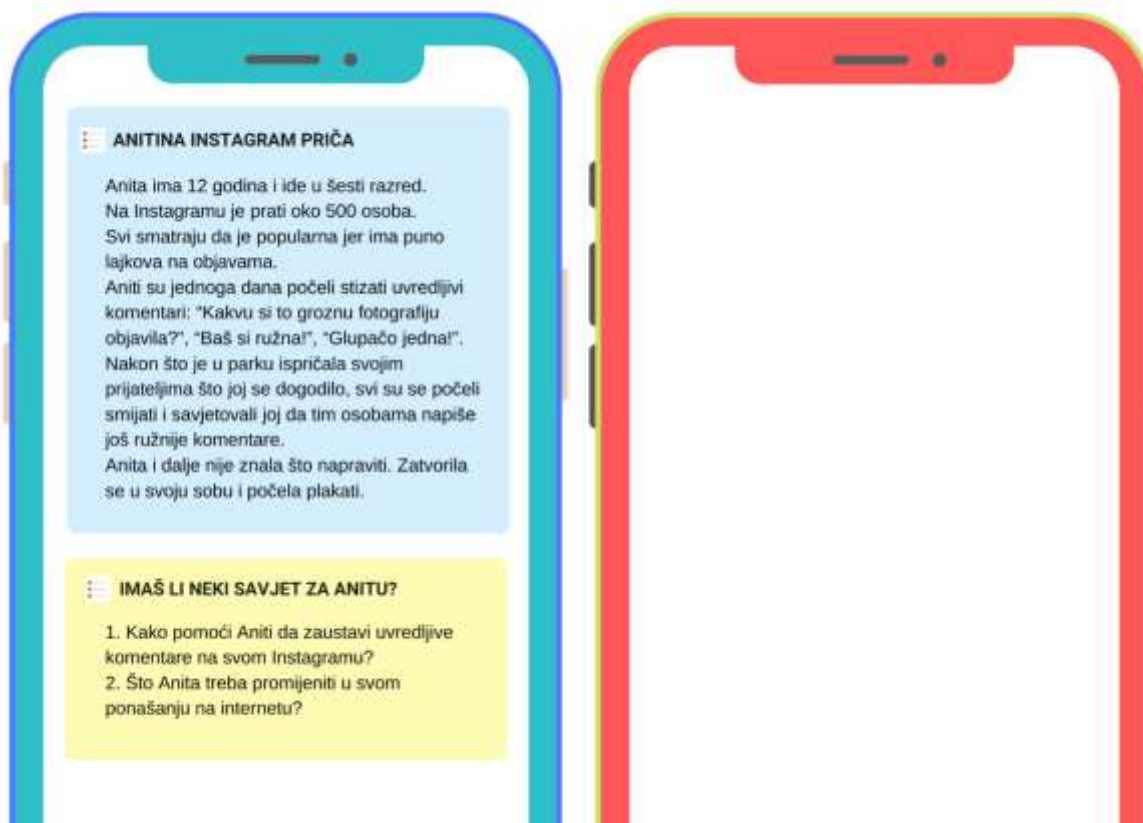 ANITINA INSTAGRAM PRIČA
Anita ima 12 godina i ide u šesti razred.
Na Instagramu je prati oko 500 osoba.
Svi smatraju da je popularna jer ima puno
lajkova na objavama.
Aniti su jednoga dana počeli stizati uvredljivi
komentari: "Kakvu si to groznu fotografiju
objavila?", "Baš si ružna!", "Glupačo jedna!".
Nakon što je u parku ispričala svojim
prijateljima što joj se dogodilo, svi su se počeli
smijati i savjetovali joj da tim osobama napiše
još ružnije komentare.
Anita i dalje nije znala što napraviti. Zatvorila
se u svoju sobu i počela plakati.
IMAŠ LI NEKI SAVJET ZA ANITU?
1. Kako pomoći Aniti da zaustavi uvredljive
komentare na svom Instagramu?
2. Što Anita treba promijeniti u svom
ponašanju na internetu?